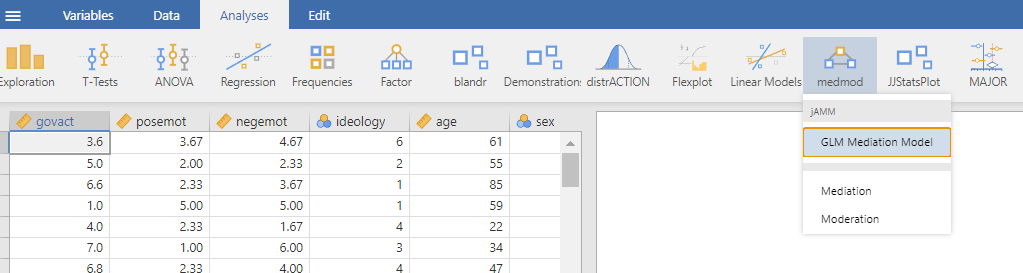 Variables Data Analyses Edit
Exploration T-Tests ANOVA Regression Frequencies Factor blandr Demonstrations distrACTION Flexplot Linear Models medmod JJStatsPlot MAJOR
jAMM
GLM Mediation Model
Mediation
Moderation
govact posemot negemot ideology age sex
3.6 3.67 4.67 6 61
5.0 2.00 2.33 2 55
6.6 2.33 3.67 1 85
1.0 5.00 5.00 1 59
4.0 2.33 1.67 4 22
7.0 1.00 6.00 3 34
6.8 2.33 4.00 4 47